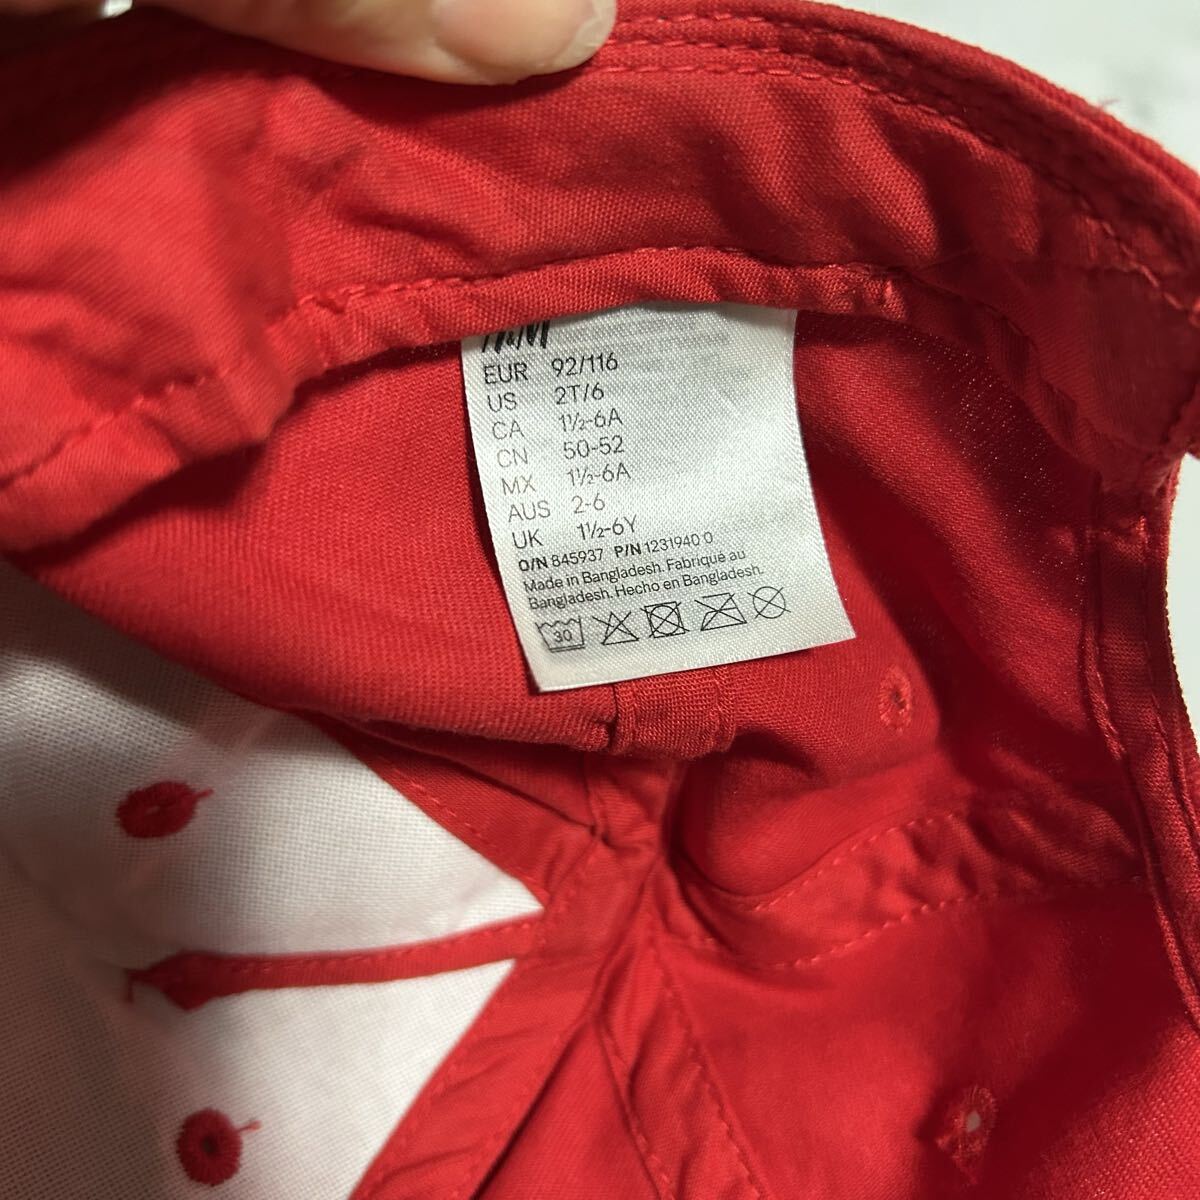 H&M
EUR 92/116
US 2T/6
CA 1½-6A
CN 50-52
MX 1½-6A
AUS 2-6
UK 1½-6Y
O/N 845937 P/N 1231940 0
Made in Bangladesh. Fabriqué au
Bangladesh. Hecho en Bangladesh.
30